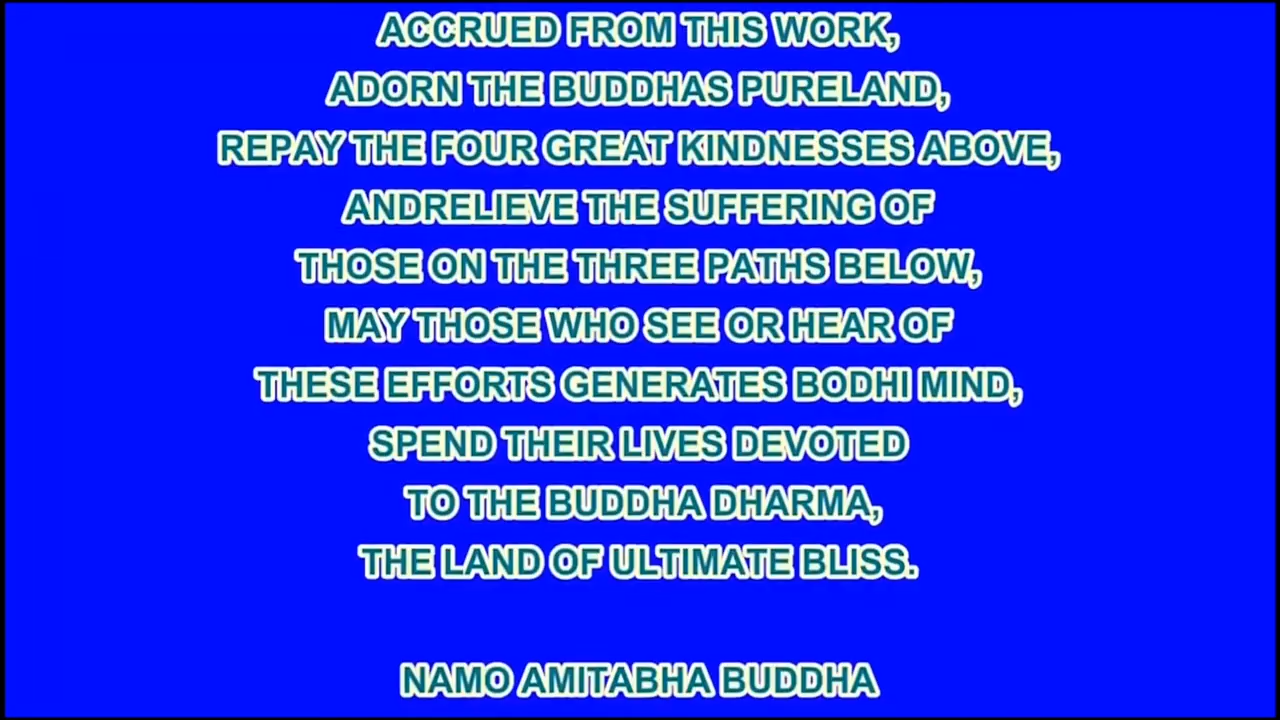 ACCRUED FROM THIS WORK,
ADORN THE BUDDHAS PURELAND,
REPAY THE FOUR GREAT KINDNESSES ABOVE,
ANDRELIEVE THE SUFFERING OF
THOSE ON THE THREE PATHS BELOW,
MAY THOSE WHO SEE OR HEAR OF
THESE EFFORTS GENERATES BODHI MIND,
SPEND THEIR LIVES DEVOTED
TO THE BUDDHA DHARMA,
THE LAND OF ULTIMATE BLISS.
NAMO AMITABHA BUDDHA